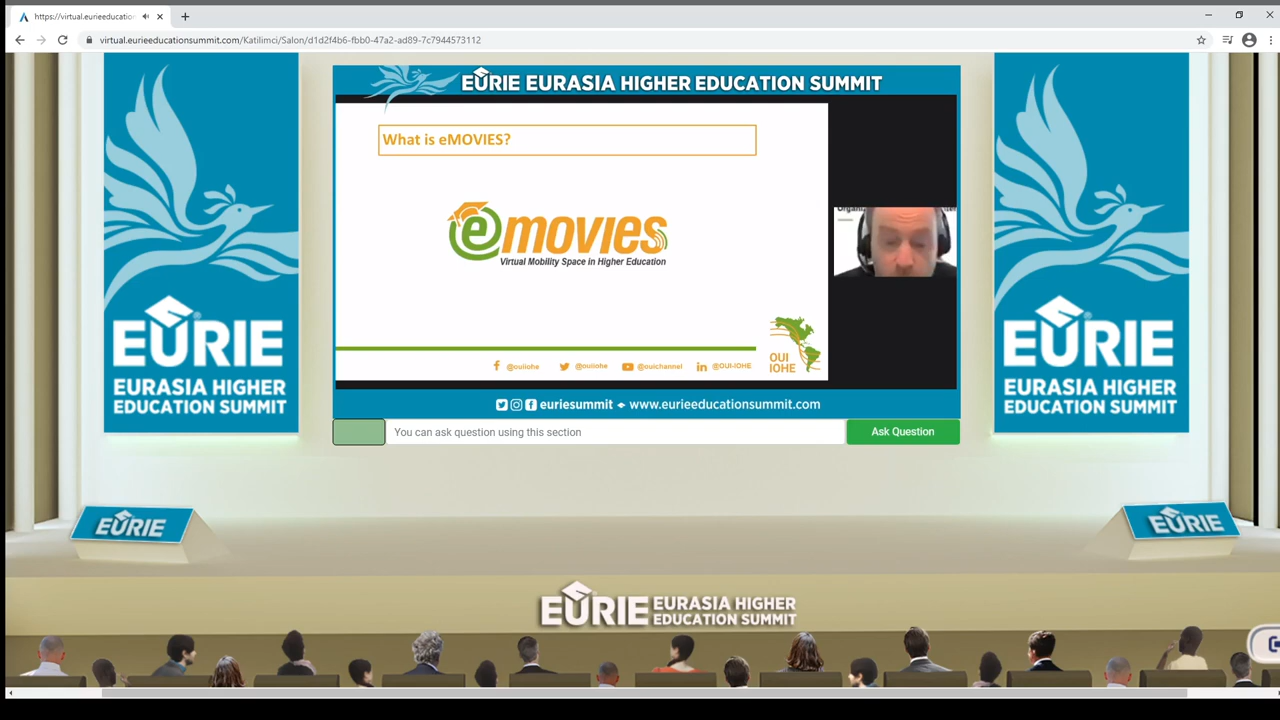 https://virtual.eurieeducation
virtual.eurieeducationsummit.com/Katilimci/Salon/d1d2f4b6-fbb0-47a2-ad89-7c7944573112
EURIE EURASIA HIGHER EDUCATION SUMMIT
What is eMOVIES?
emovies
Virtual Mobility Space in Higher Education
OUI
IOHE
@ouiiohe
@ouiiohe
@ouichannel
@OUI-IOHE
euriesummit
www.eurieeducationsummit.com
You can ask question using this section
Ask Question
EURIE
EURASIA HIGHER
EDUCATION SUMMIT
EURIE
EURASIA HIGHER
EDUCATION SUMMIT
EURIE
EURIE
EURIE EURASIA HIGHER
EDUCATION SUMMIT